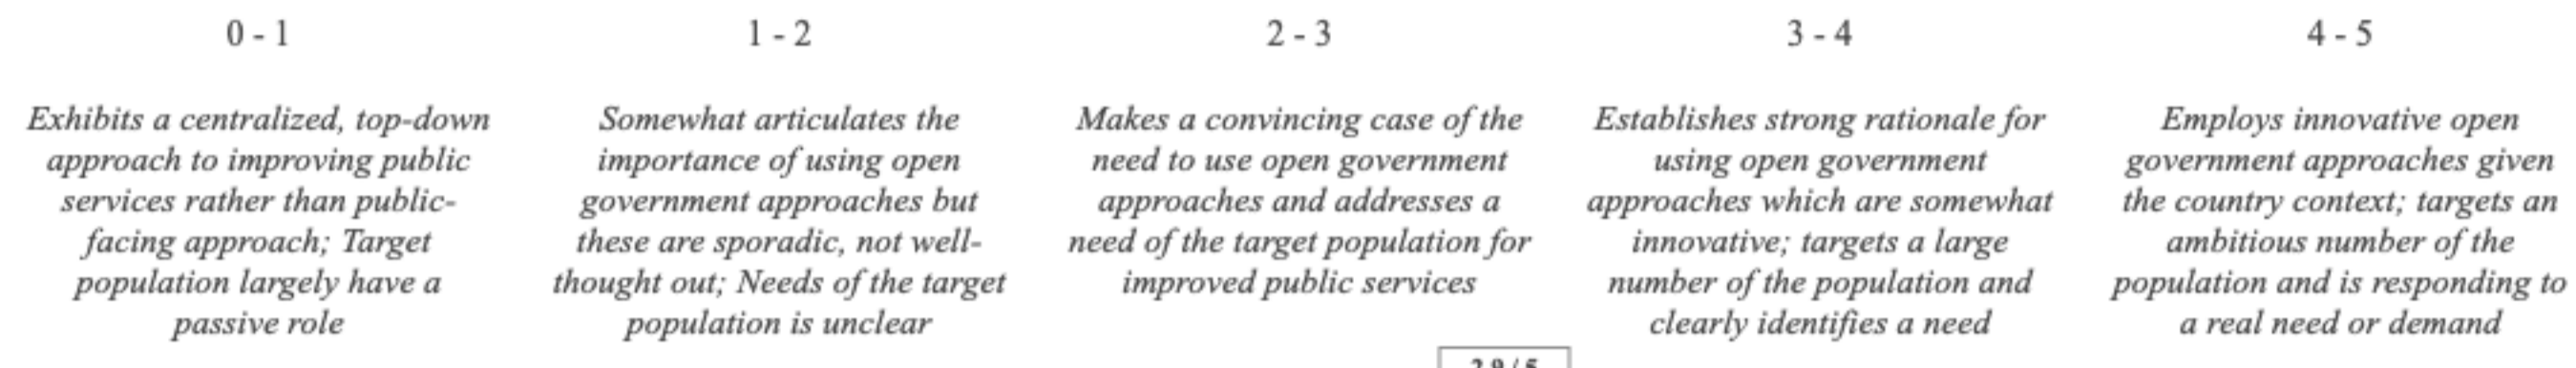 0 - 1
Exhibits a centralized, top-down
approach to improving public
services rather than public-
facing approach; Target
population largely have a
passive role
1 - 2
Somewhat articulates the
importance of using open
government approaches but
these are sporadic, not well-
thought out; Needs of the target
population is unclear
2 - 3
Makes a convincing case of the
need to use open government
approaches and addresses a
need of the target population for
improved public services
3 - 4
Establishes strong rationale for
using open government
approaches which are somewhat
innovative; targets a large
number of the population and
clearly identifies a need
4 - 5
Employs innovative open
government approaches given
the country context; targets an
ambitious number of the
population and is responding to
a real need or demand